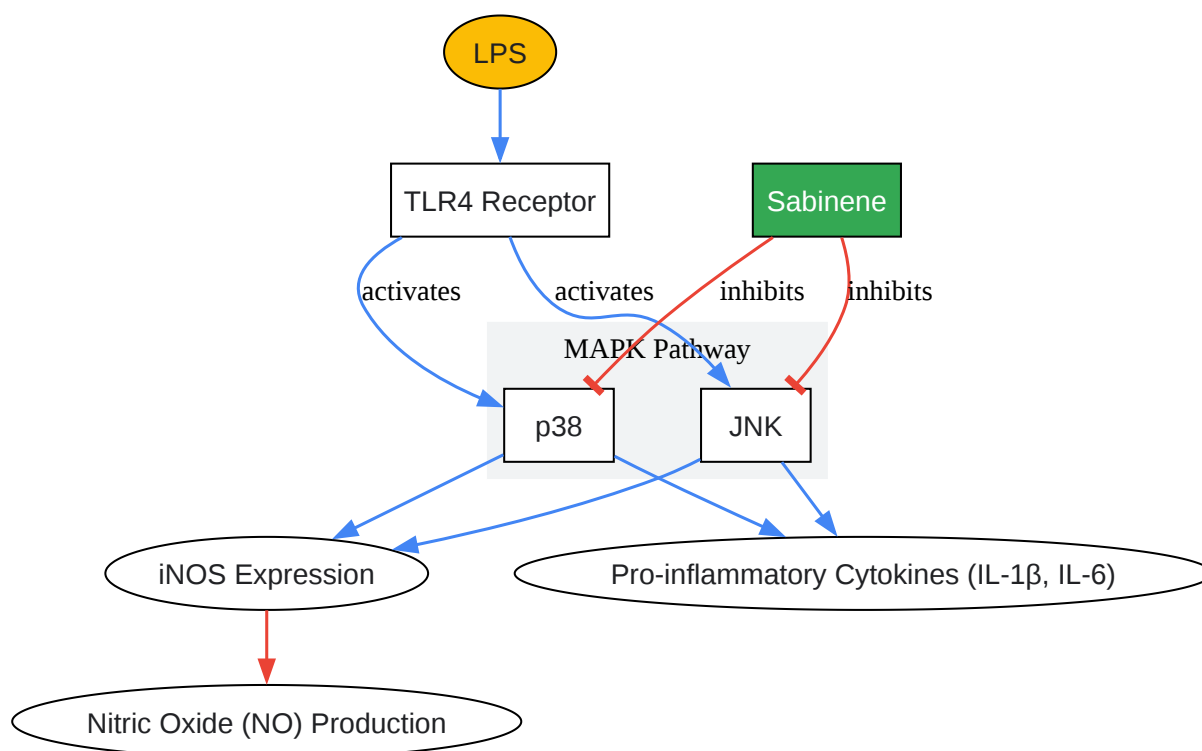 LPS
TLR4 Receptor
Sabinene
activates
activates
inhibits
inhibits
MAPK Pathway
p38
JNK
iNOS Expression
Pro-inflammatory Cytokines (IL-1β, IL-6)
Nitric Oxide (NO) Production